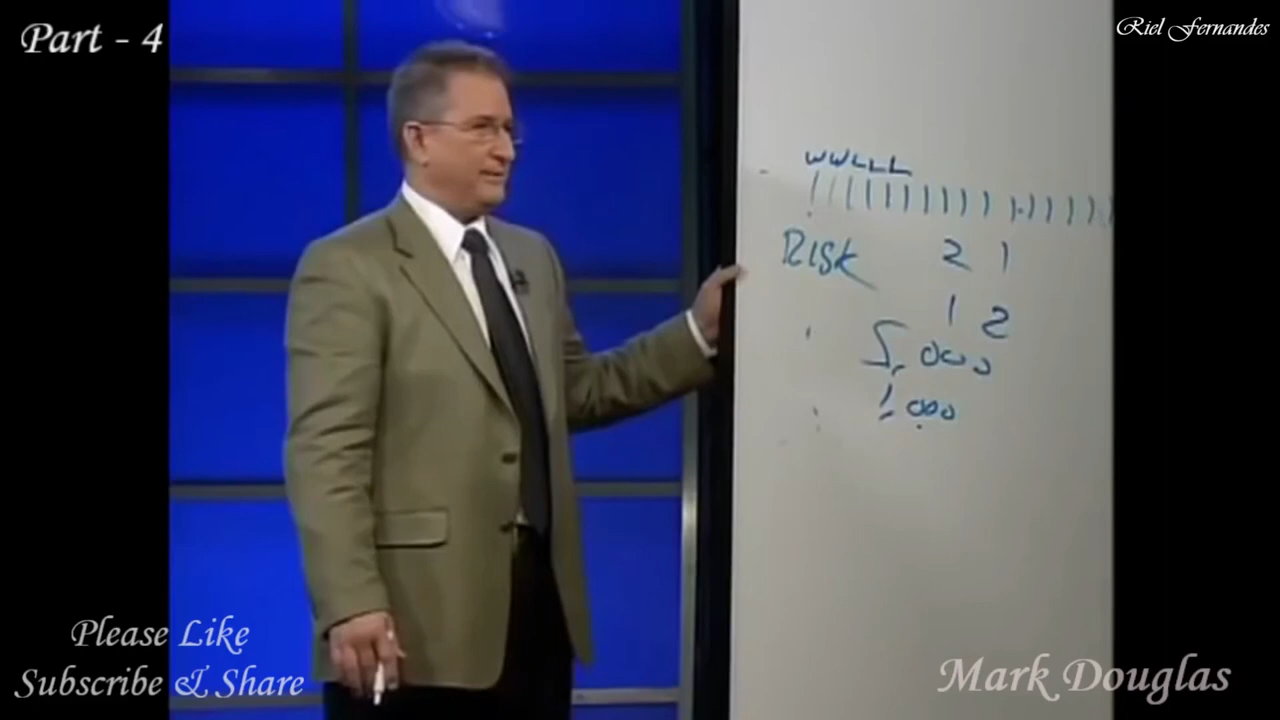 Part - 4
Riel Fernandes
WWLLL
RISK 2 1
1 2
5,000
1,000
Please Like
Subscribe & Share
Mark Douglas